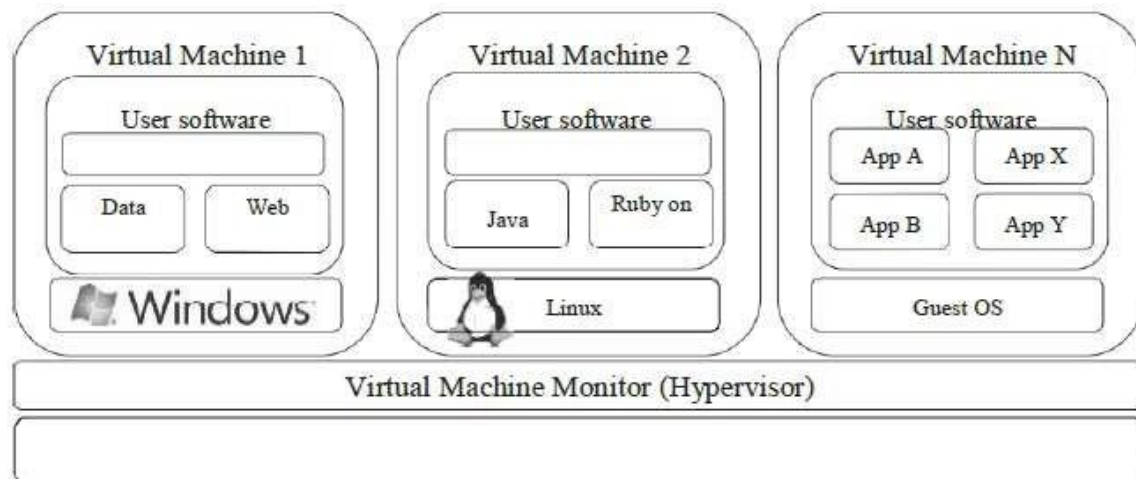 Virtual Machine 1
User software
Data
Web
Windows
Virtual Machine 2
User software
Java
Ruby on
Linux
Virtual Machine N
User software
App A
App X
App B
App Y
Guest OS
Virtual Machine Monitor (Hypervisor)